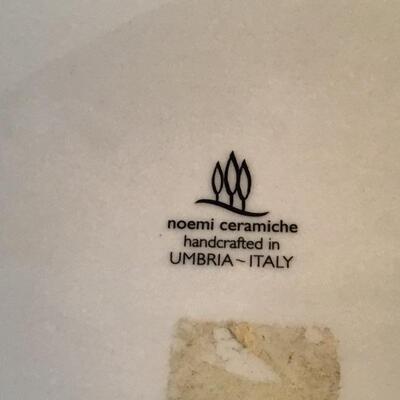 noemi ceramiche
handcrafted in
UMBRIA ~ ITALY